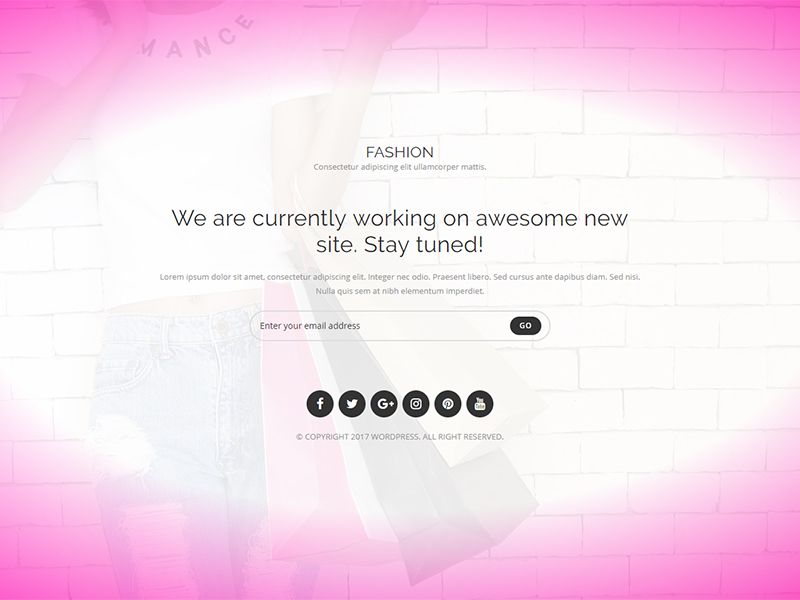 MANCE
FASHION
Consectetur adipiscing elit ullamcorper mattis.
We are currently working on awesome new
site. Stay tuned!
Lorem ipsum dolor sit amet, consectetur adipiscing elit. Integer nec odio. Praesent libero. Sed cursus ante dapibus diam. Sed nisi.
Nulla quis sem at nibh elementum imperdiet.
Enter your email address
GO
© COPYRIGHT 2017 WORDPRESS. ALL RIGHT RESERVED.